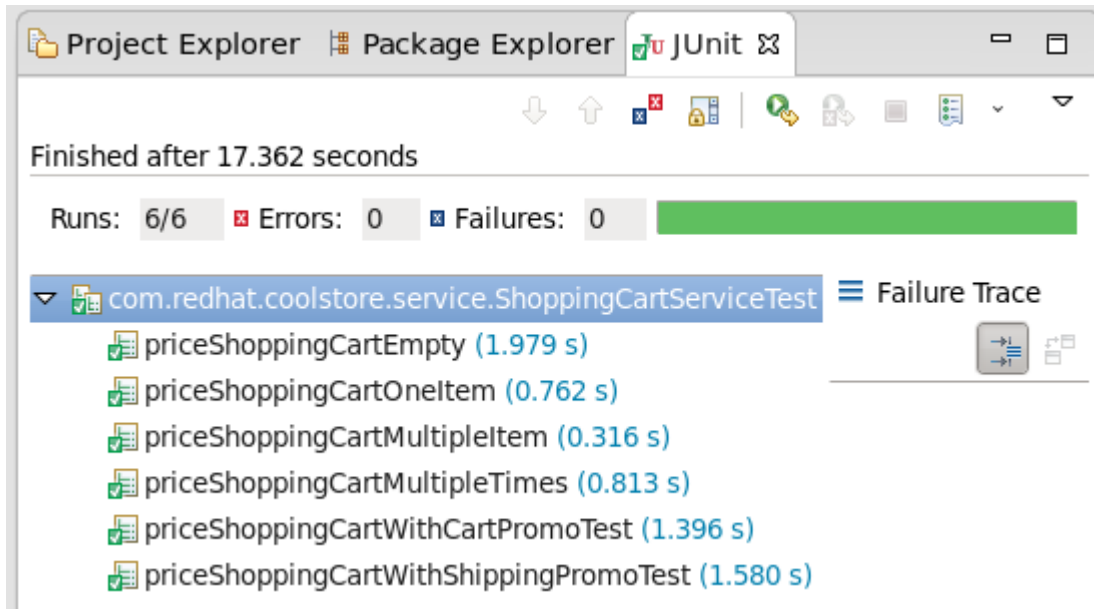 Project Explorer Package Explorer JUnit
Finished after 17.362 seconds
Runs: 6/6 Errors: 0 Failures: 0
com.redhat.coolstore.service.ShoppingCartServiceTest Failure Trace
priceShoppingCartEmpty (1.979 s)
priceShoppingCartOneItem (0.762 s)
priceShoppingCartMultipleItem (0.316 s)
priceShoppingCartMultipleTimes (0.813 s)
priceShoppingCartWithCartPromoTest (1.396 s)
priceShoppingCartWithShippingPromoTest (1.580 s)